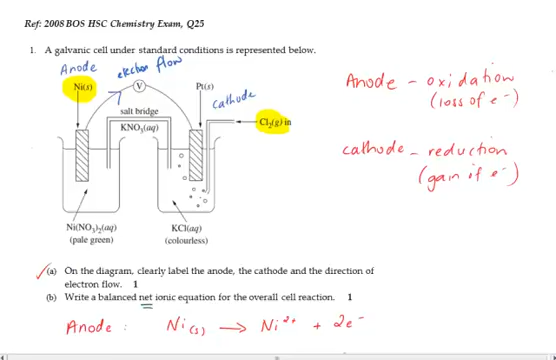 Ref: 2008 BOS HSC Chemistry Exam, Q25
1. A galvanic cell under standard conditions is represented below.
Anode
electron flow
Ni(s)
V
Pt(s)
cathode
salt bridge
KNO₃(aq)
Cl₂(g) in
Ni(NO₃)₂(aq)
(pale green)
KCl(aq)
(colourless)
Anode - oxidation
(loss of e⁻)
cathode - reduction
(gain if e⁻)
(a) On the diagram, clearly label the anode, the cathode and the direction of
electron flow. 1
(b) Write a balanced net ionic equation for the overall cell reaction. 1
Anode : Ni(s) → Ni²⁺ + 2e⁻